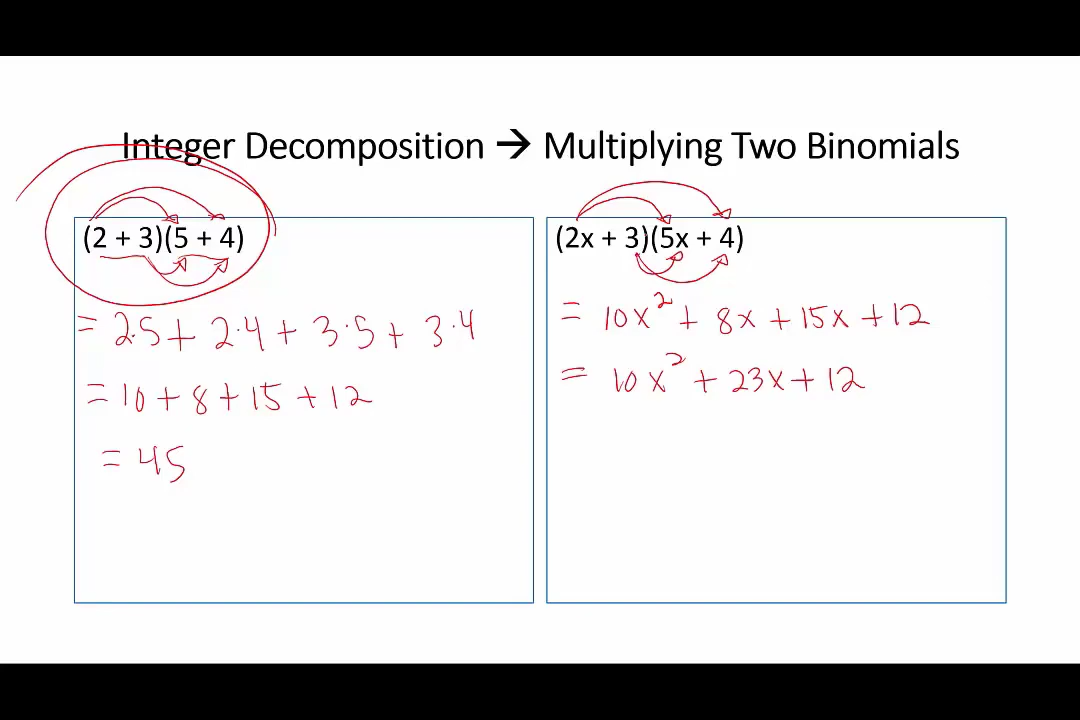 Integer Decomposition → Multiplying Two Binomials
(2 + 3)(5 + 4)
= 2·5 + 2·4 + 3·5 + 3·4
= 10 + 8 + 15 + 12
= 45
(2x + 3)(5x + 4)
= 10x² + 8x + 15x + 12
= 10x² + 23x + 12